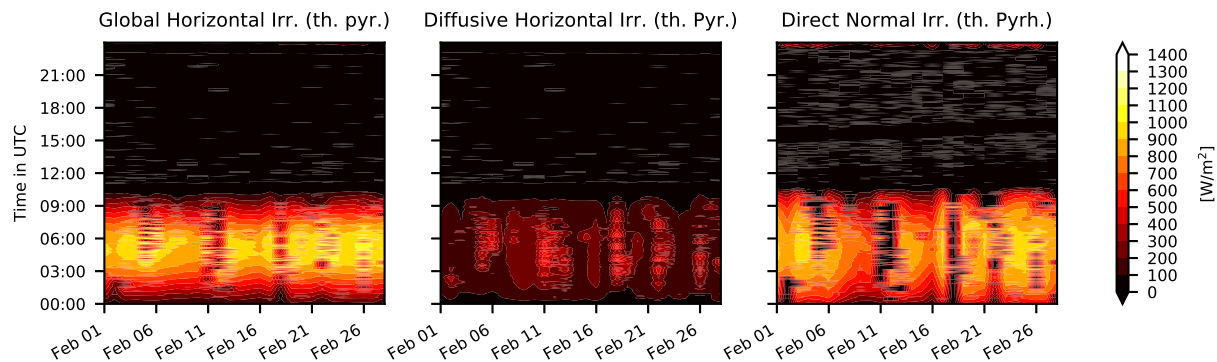 Global Horizontal Irr. (th. pyr.)
Diffusive Horizontal Irr. (th. Pyr.)
Direct Normal Irr. (th. Pyrh.)
Time in UTC
21:00
18:00
15:00
12:00
09:00
06:00
03:00
00:00
Feb 01 Feb 06 Feb 11 Feb 16 Feb 21 Feb 26
Feb 01 Feb 06 Feb 11 Feb 16 Feb 21 Feb 26
Feb 01 Feb 06 Feb 11 Feb 16 Feb 21 Feb 26
1400
1300
1200
1100
1000
900
800
700
600
500
400
300
200
100
0
[W/m²]